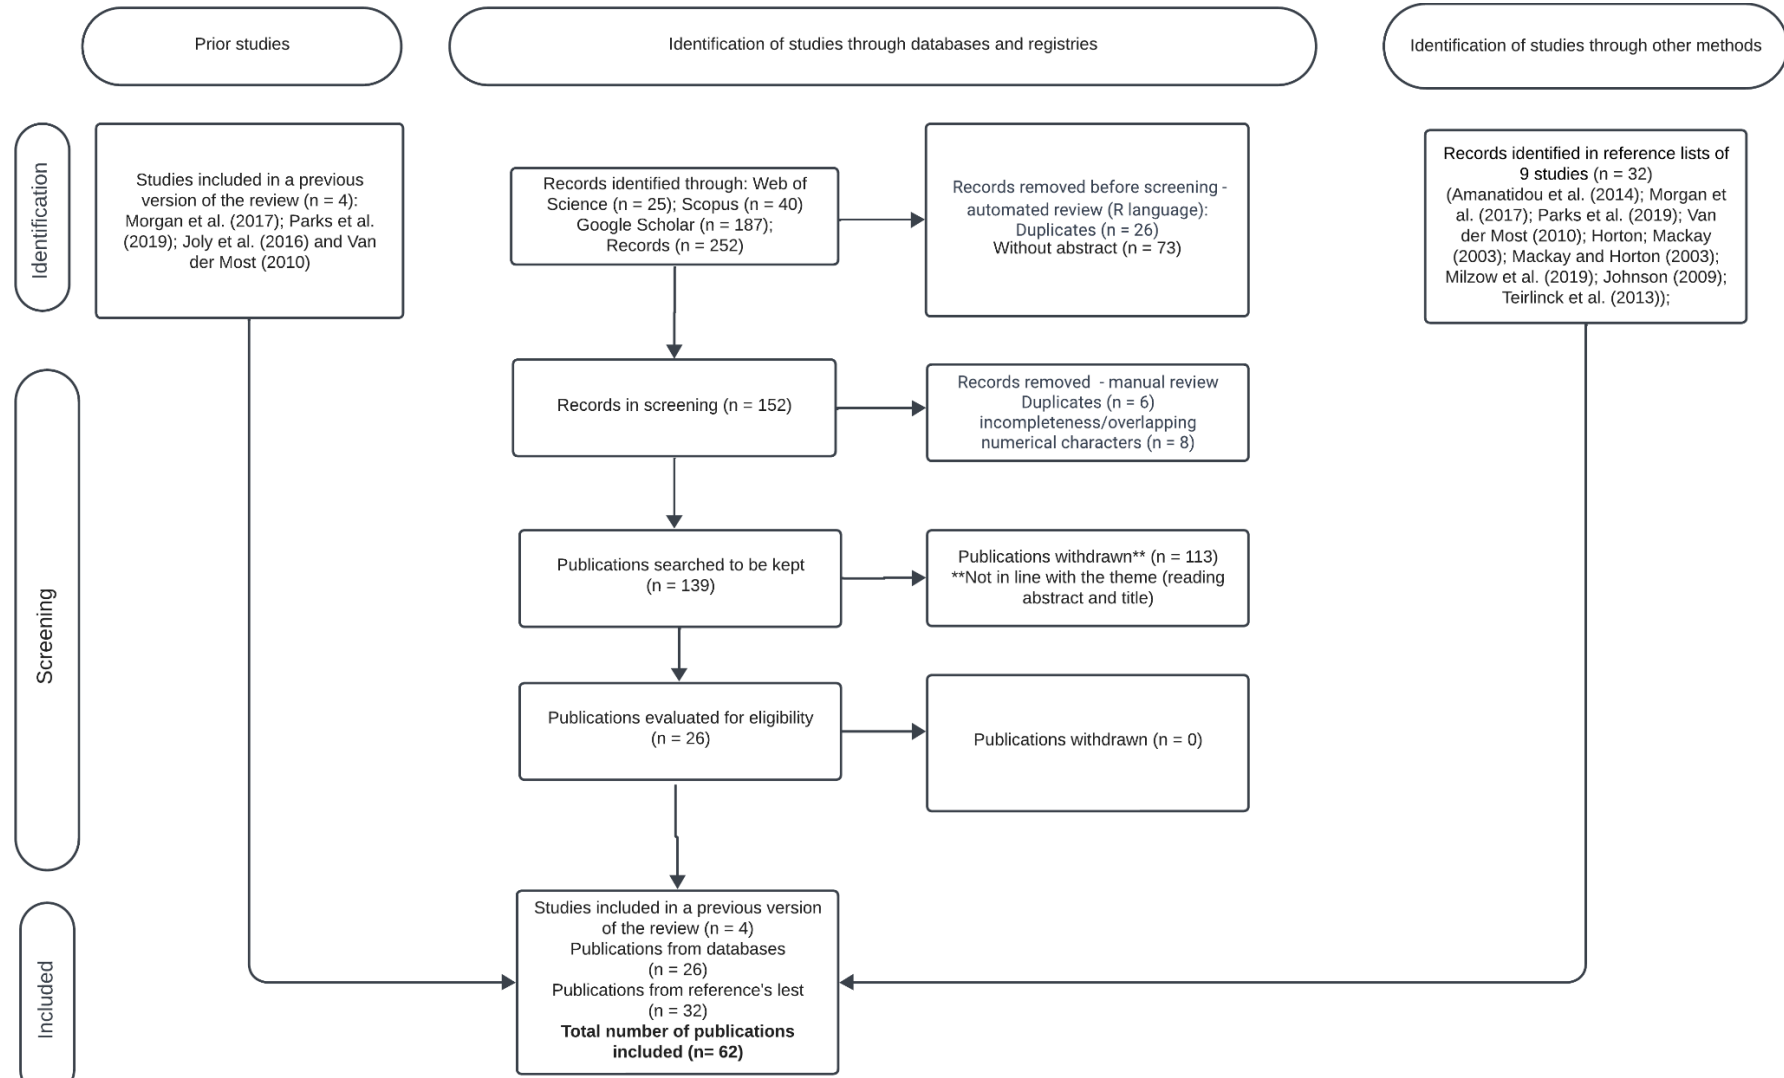 Prior studies
Identification of studies through databases and registries
Identification of studies through other methods
Identification
Studies included in a previous
version of the review (n = 4):
Morgan et al. (2017); Parks et al.
(2019); Joly et al. (2016) and Van
der Most (2010)
Records identified through: Web of
Science (n = 25); Scopus (n = 40)
Google Scholar (n = 187);
Records (n = 252)
Records removed before screening -
automated review (R language):
Duplicates (n = 26)
Without abstract (n = 73)
Records identified in reference lists of
9 studies (n = 32)
(Amanatidou et al. (2014); Morgan et
al. (2017); Parks et al. (2019); Van
der Most (2010); Horton; Mackay
(2003); Mackay and Horton (2003);
Milzow et al. (2019); Johnson (2009);
Teirlinck et al. (2013));
Screening
Records in screening (n = 152)
Records removed - manual review
Duplicates (n = 6)
incompleteness/overlapping
numerical characters (n = 8)
Publications searched to be kept
(n = 139)
Publications withdrawn** (n = 113)
**Not in line with the theme (reading
abstract and title)
Publications evaluated for eligibility
(n = 26)
Publications withdrawn (n = 0)
Included
Studies included in a previous version
of the review (n = 4)
Publications from databases
(n = 26)
Publications from reference's lest
(n = 32)
Total number of publications
included (n= 62)